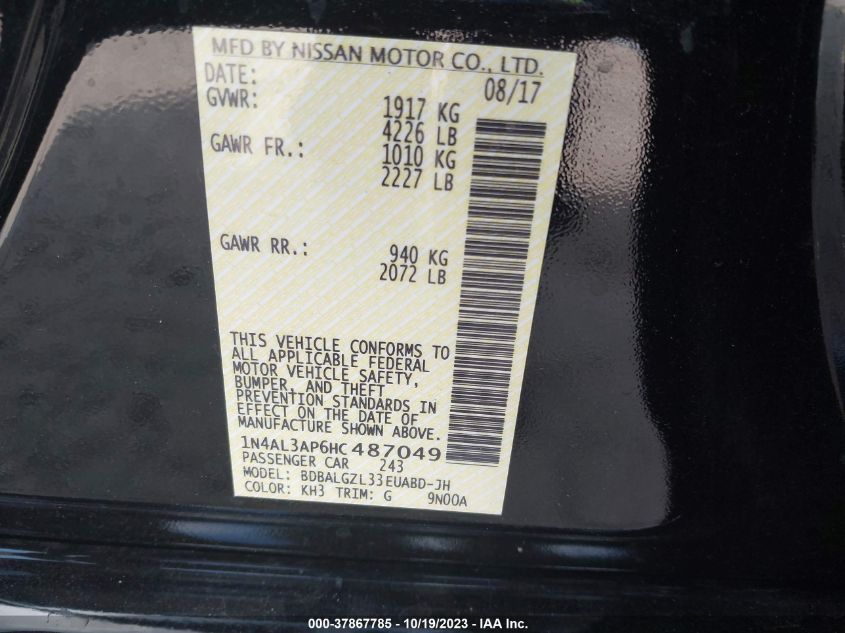 MFD BY NISSAN MOTOR CO., LTD.
DATE: 08/17
GVWR: 1917 KG
4226 LB
GAWR FR.: 1010 KG
2227 LB
GAWR RR.: 940 KG
2072 LB
THIS VEHICLE CONFORMS TO
ALL APPLICABLE FEDERAL
MOTOR VEHICLE SAFETY,
BUMPER, AND THEFT
PREVENTION STANDARDS IN
EFFECT ON THE DATE OF
MANUFACTURE SHOWN ABOVE.
1N4AL3AP6HC487049
PASSENGER CAR 243
MODEL: BDBALGZL33EUABD-JH
COLOR: KH3 TRIM: G 9N00A
000-37867785 - 10/19/2023 - IAA Inc.